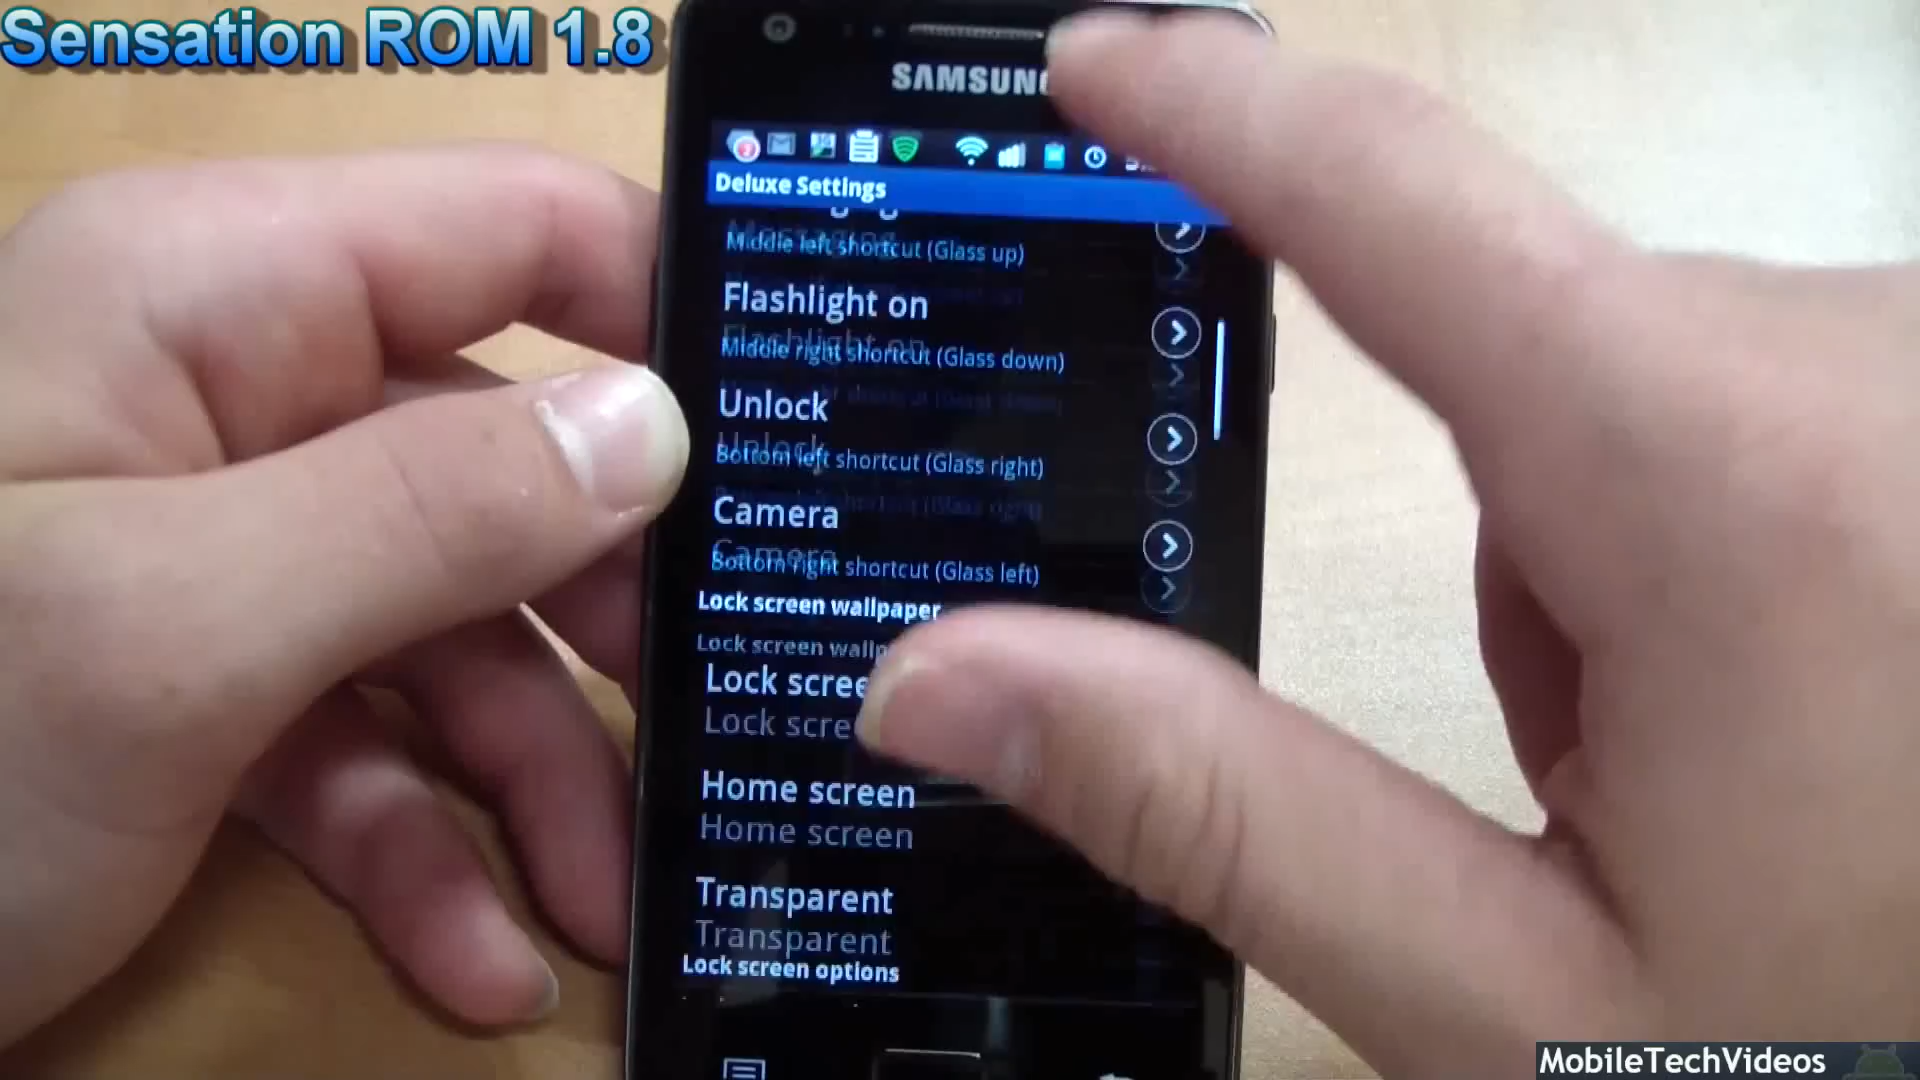 Sensation ROM 1.8
SAMSUNG
Deluxe Settings
Messaging
Middle left shortcut (Glass up)
Flashlight on
Middle right shortcut (Glass down)
Unlock
Bottom left shortcut (Glass right)
Camera
Bottom right shortcut (Glass left)
Lock screen wallpaper
Lock screen
Home screen
Transparent
Lock screen options
MobileTechVideos